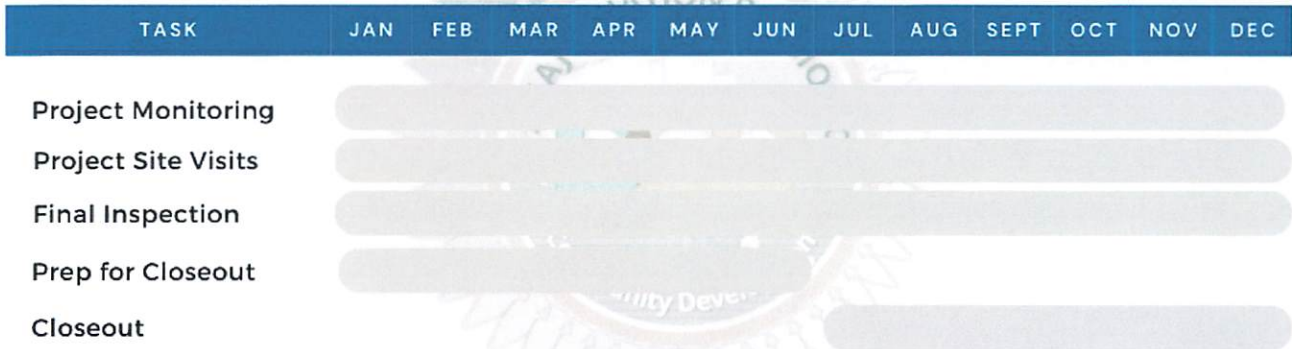 TASK JAN FEB MAR APR MAY JUN JUL AUG SEPT OCT NOV DEC
Project Monitoring
Project Site Visits
Final Inspection
Prep for Closeout
Closeout